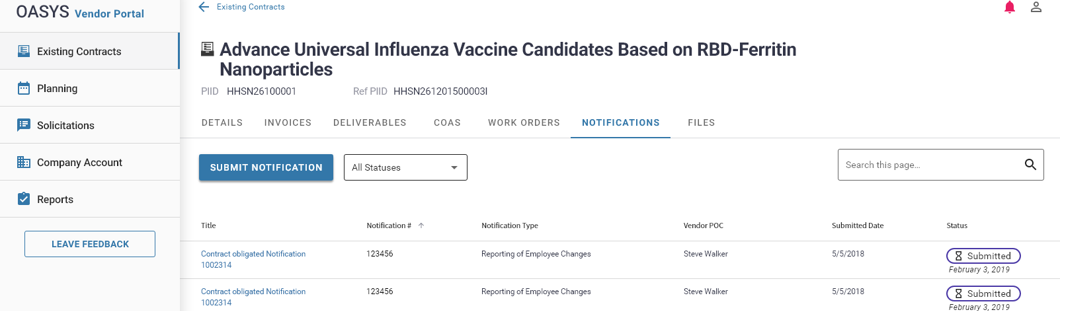 OASYS Vendor Portal
Existing Contracts
Planning
Solicitations
Company Account
Reports
LEAVE FEEDBACK
Existing Contracts
Advance Universal Influenza Vaccine Candidates Based on RBD-Ferritin
Nanoparticles
PIID HHSN26100001 Ref PIID HHSN261201500003I
DETAILS INVOICES DELIVERABLES COAS WORK ORDERS NOTIFICATIONS FILES
SUBMIT NOTIFICATION All Statuses Search this page...
Title Notification # Notification Type Vendor POC Submitted Date Status
Contract obligated Notification 123456 Reporting of Employee Changes Steve Walker 5/5/2018 Submitted
1002314 February 3, 2019
Contract obligated Notification 123456 Reporting of Employee Changes Steve Walker 5/5/2018 Submitted
1002314 February 3, 2019